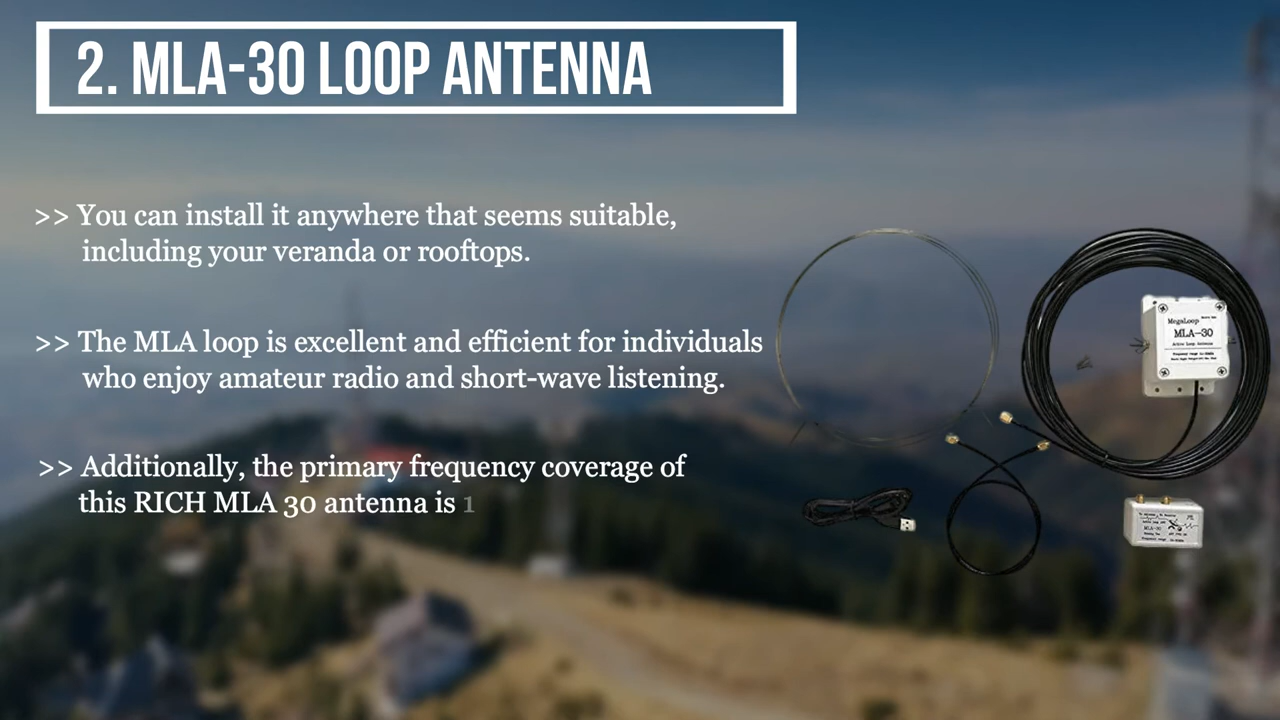 2. MLA-30 LOOP ANTENNA
>> You can install it anywhere that seems suitable,
including your veranda or rooftops.
>> The MLA loop is excellent and efficient for individuals
who enjoy amateur radio and short-wave listening.
>> Additionally, the primary frequency coverage of
this RICH MLA 30 antenna is 1
MegaLoop
MLA-30
Active Loop Antenna
MLA-30